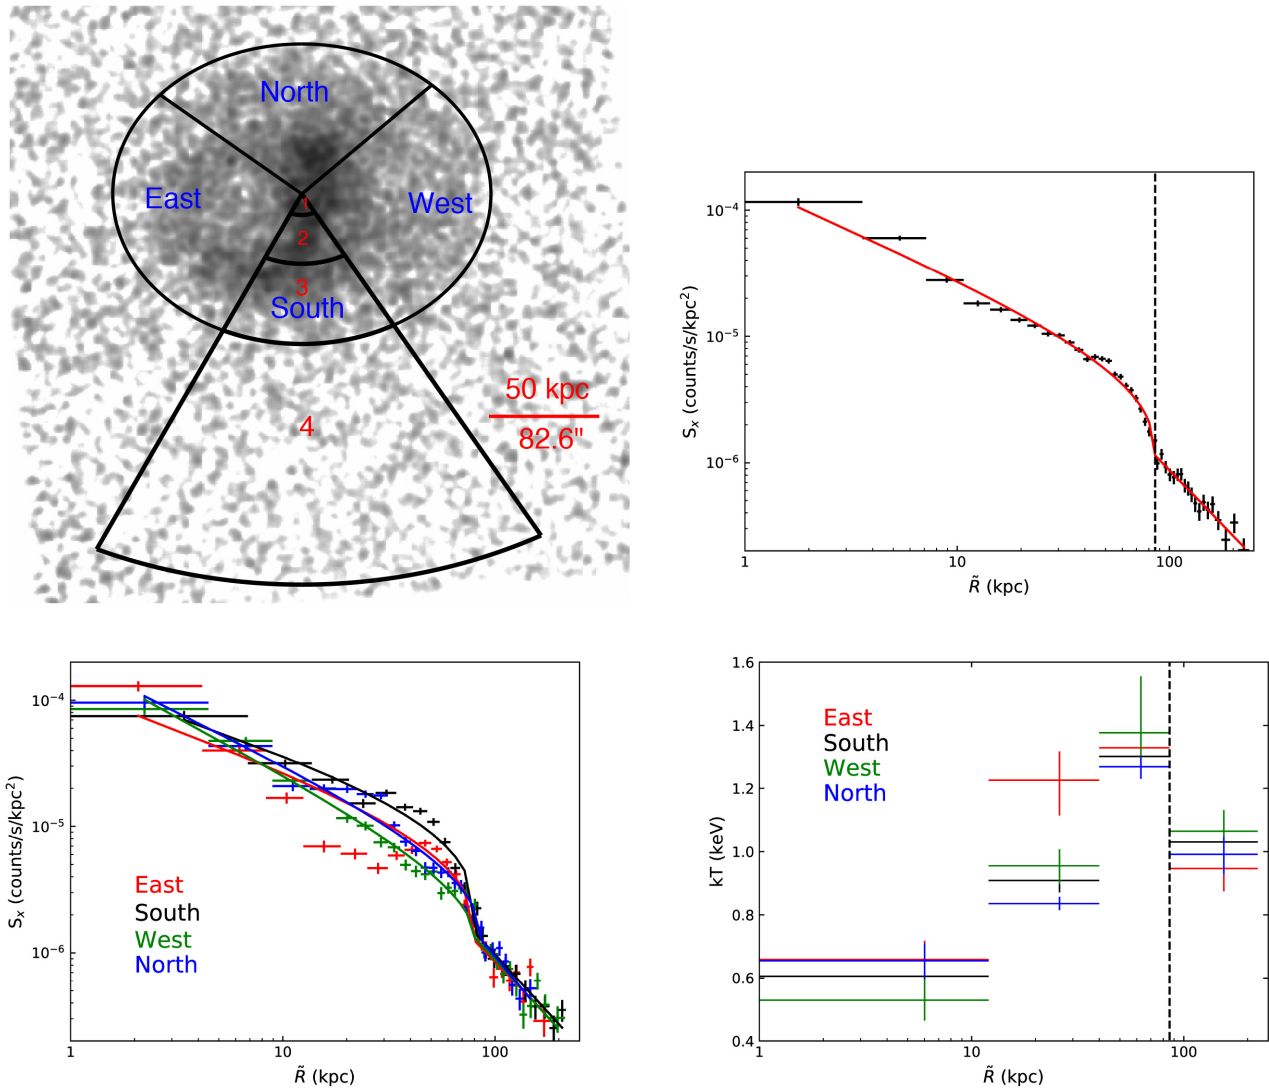 North
East
West
1
2
3
South
4
50 kpc
82.6"
10⁻⁴
10⁻⁵
10⁻⁶
Sₓ (counts/s/kpc²)
1
10
100
R̃ (kpc)
10⁻⁴
10⁻⁵
10⁻⁶
Sₓ (counts/s/kpc²)
East
South
West
North
1
10
100
R̃ (kpc)
1.6
1.4
1.2
1.0
0.8
0.6
0.4
kT (keV)
East
South
West
North
1
10
100
R̃ (kpc)